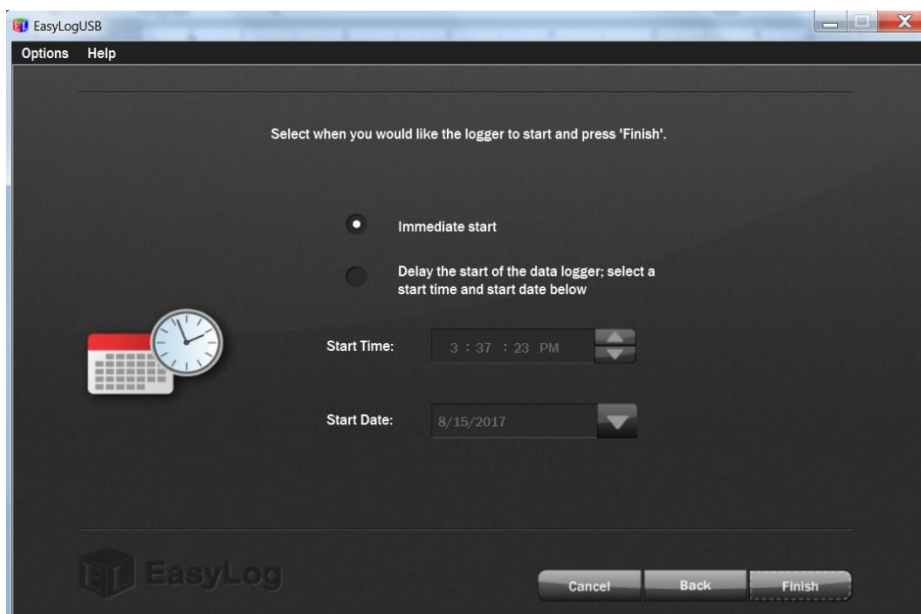 EasyLogUSB
Options Help
Select when you would like the logger to start and press 'Finish'.
Immediate start
Delay the start of the data logger; select a
start time and start date below
Start Time: 3 : 37 : 23 PM
Start Date: 8/15/2017
EasyLog
Cancel Back Finish